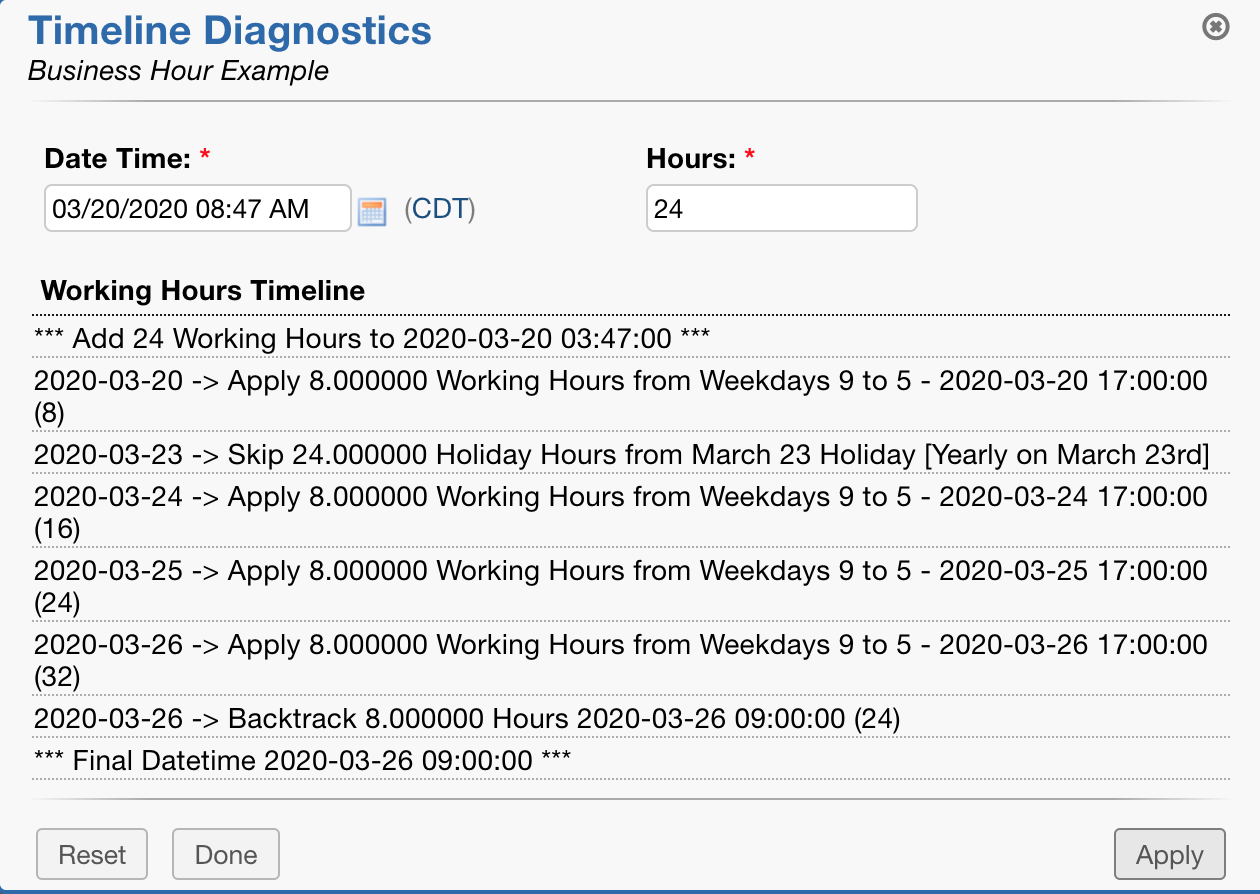 Timeline Diagnostics
Business Hour Example
Date Time: * Hours: *
03/20/2020 08:47 AM (CDT) 24
Working Hours Timeline
*** Add 24 Working Hours to 2020-03-20 03:47:00 ***
2020-03-20 -> Apply 8.000000 Working Hours from Weekdays 9 to 5 - 2020-03-20 17:00:00
(8)
2020-03-23 -> Skip 24.000000 Holiday Hours from March 23 Holiday [Yearly on March 23rd]
2020-03-24 -> Apply 8.000000 Working Hours from Weekdays 9 to 5 - 2020-03-24 17:00:00
(16)
2020-03-25 -> Apply 8.000000 Working Hours from Weekdays 9 to 5 - 2020-03-25 17:00:00
(24)
2020-03-26 -> Apply 8.000000 Working Hours from Weekdays 9 to 5 - 2020-03-26 17:00:00
(32)
2020-03-26 -> Backtrack 8.000000 Hours 2020-03-26 09:00:00 (24)
*** Final Datetime 2020-03-26 09:00:00 ***
Reset Done Apply